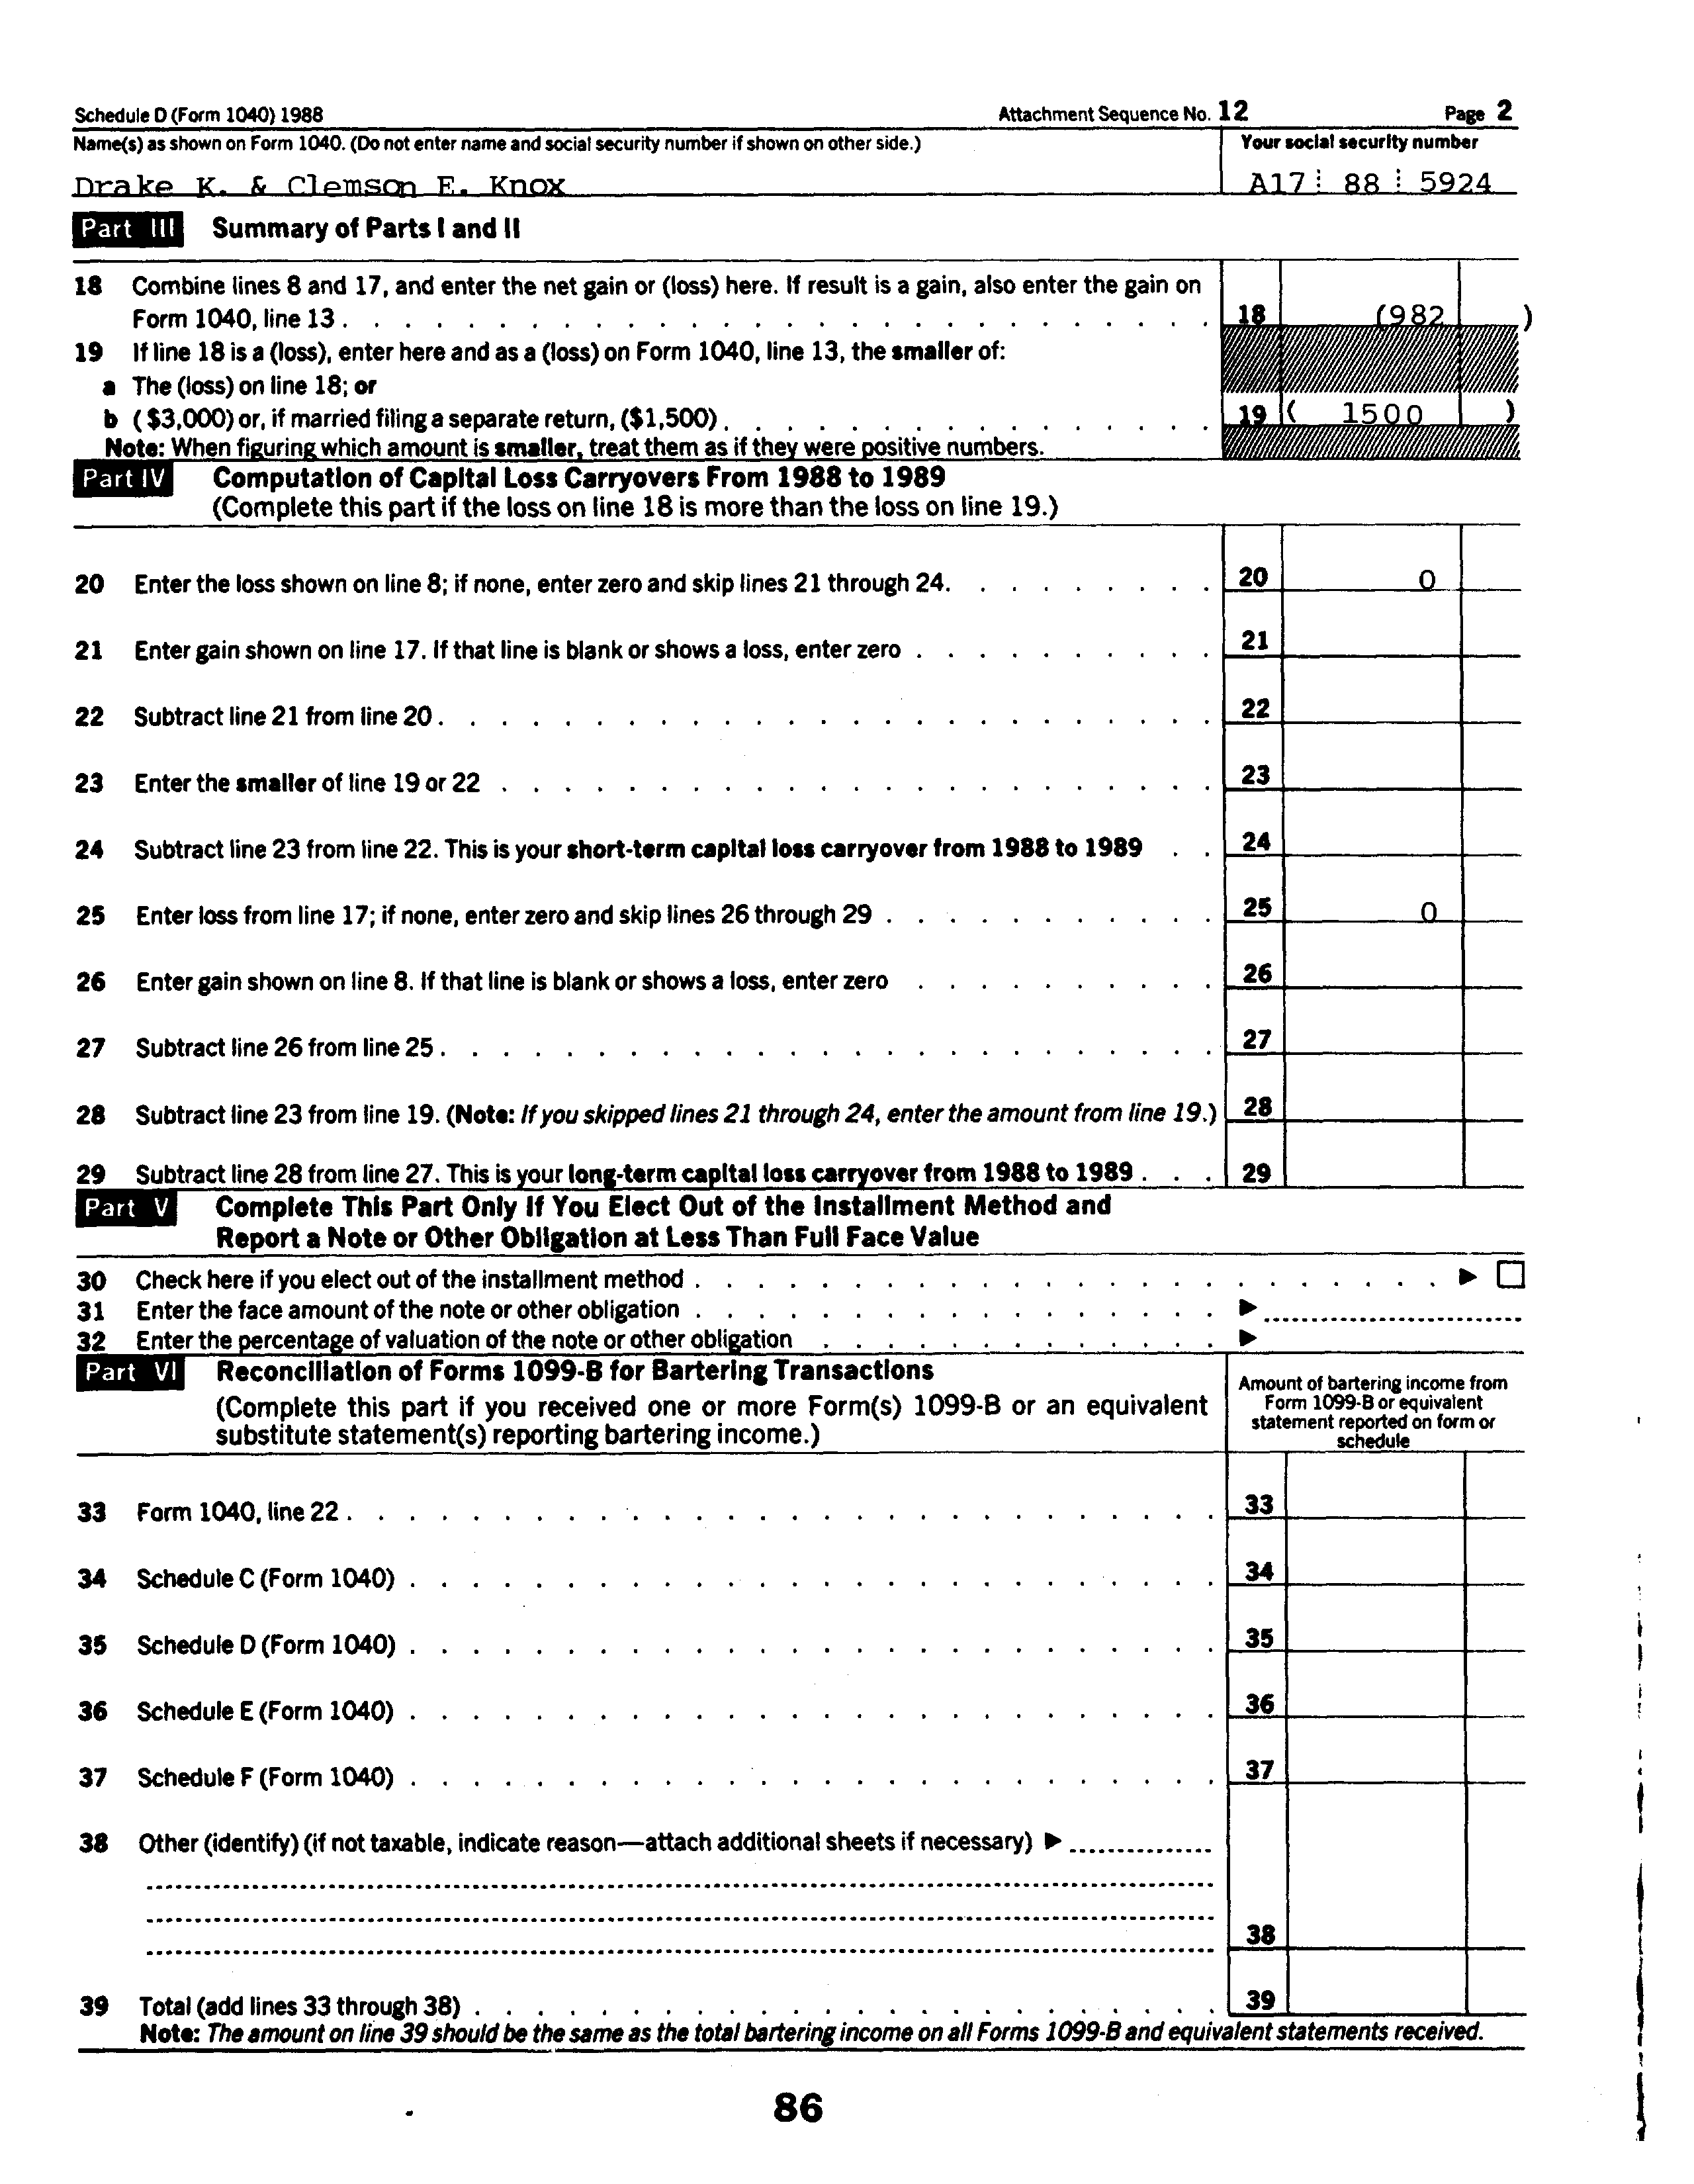 Schedule D (Form 1040) 1988 Attachment Sequence No. 12 Page 2
Name(s) as shown on Form 1040. (Do not enter name and social security number if shown on other side.) Your social security number
Drake K. & Clemson E. Knox A17 88 5924
Part III Summary of Parts I and II
18 Combine lines 8 and 17, and enter the net gain or (loss) here. If result is a gain, also enter the gain on
Form 1040, line 13 . . . . . . . . . . 18 (982 )
19 If line 18 is a (loss), enter here and as a (loss) on Form 1040, line 13, the smaller of:
a The (loss) on line 18; or
b ($3,000) or, if married filing a separate return, ($1,500) . . . . . . . . . . 19 ( 1500 )
Note: When figuring which amount is smaller, treat them as if they were positive numbers.
Part IV Computation of Capital Loss Carryovers From 1988 to 1989
(Complete this part if the loss on line 18 is more than the loss on line 19.)
20 Enter the loss shown on line 8; if none, enter zero and skip lines 21 through 24. . . . . . . . . 20 0
21 Enter gain shown on line 17. If that line is blank or shows a loss, enter zero . . . . . . . . . . 21
22 Subtract line 21 from line 20 . . . . . . . . . . 22
23 Enter the smaller of line 19 or 22 . . . . . . . . . . 23
24 Subtract line 23 from line 22. This is your short-term capital loss carryover from 1988 to 1989 . . 24
25 Enter loss from line 17; if none, enter zero and skip lines 26 through 29 . . . . . . . . . . 25 0
26 Enter gain shown on line 8. If that line is blank or shows a loss, enter zero . . . . . . . . . . 26
27 Subtract line 26 from line 25 . . . . . . . . . . 27
28 Subtract line 23 from line 19. (Note: If you skipped lines 21 through 24, enter the amount from line 19.) 28
29 Subtract line 28 from line 27. This is your long-term capital loss carryover from 1988 to 1989 . . . 29
Part V Complete This Part Only If You Elect Out of the Installment Method and
Report a Note or Other Obligation at Less Than Full Face Value
30 Check here if you elect out of the installment method . . . . . . . . . . ▶ ☐
31 Enter the face amount of the note or other obligation . . . . . . . . . . ▶
32 Enter the percentage of valuation of the note or other obligation . . . . . . . . . . ▶
Part VI Reconciliation of Forms 1099-B for Bartering Transactions
(Complete this part if you received one or more Form(s) 1099-B or an equivalent
substitute statement(s) reporting bartering income.)
Amount of bartering income from
Form 1099-B or equivalent
statement reported on form or
schedule
33 Form 1040, line 22 . . . . . . . . . . 33
34 Schedule C (Form 1040) . . . . . . . . . . 34
35 Schedule D (Form 1040) . . . . . . . . . . 35
36 Schedule E (Form 1040) . . . . . . . . . . 36
37 Schedule F (Form 1040) . . . . . . . . . . 37
38 Other (identify) (if not taxable, indicate reason—attach additional sheets if necessary) ▶
38
39 Total (add lines 33 through 38) . . . . . . . . . . 39
Note: The amount on line 39 should be the same as the total bartering income on all Forms 1099-B and equivalent statements received.
86